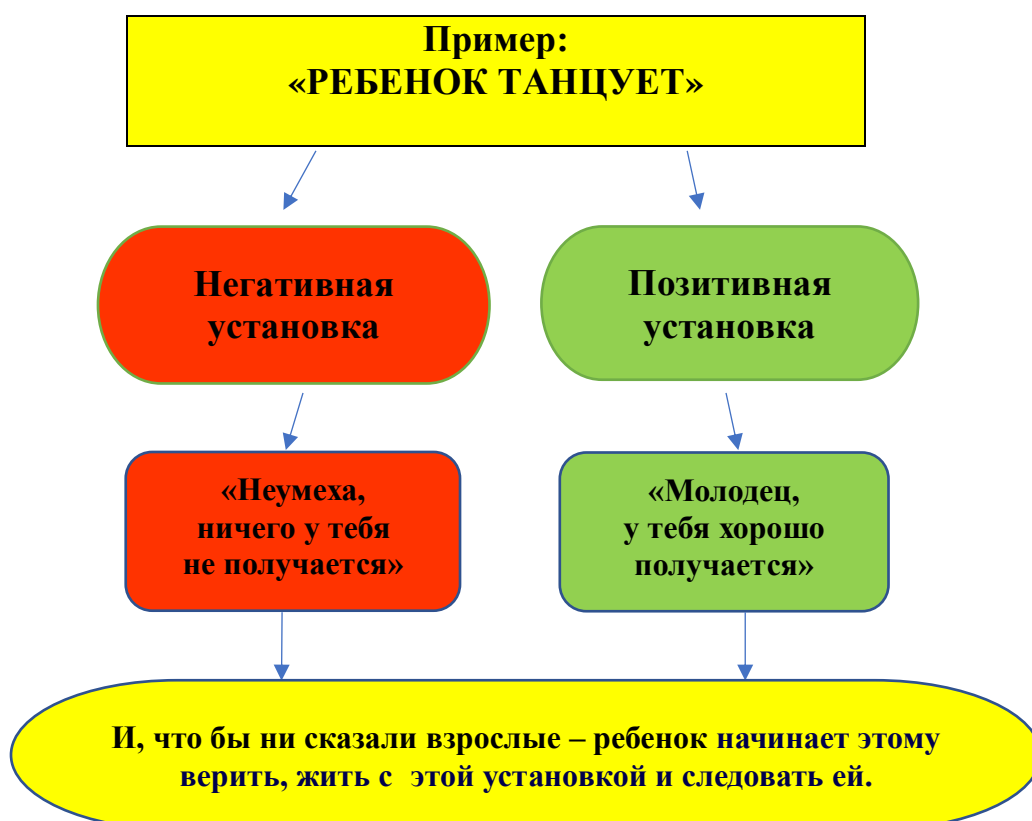 Пример:
«РЕБЕНОК ТАНЦУЕТ»
Негативная
установка
Позитивная
установка
«Неумеха,
ничего у тебя
не получается»
«Молодец,
у тебя хорошо
получается»
И, что бы ни сказали взрослые – ребенок начинает этому
верить, жить с этой установкой и следовать ей.